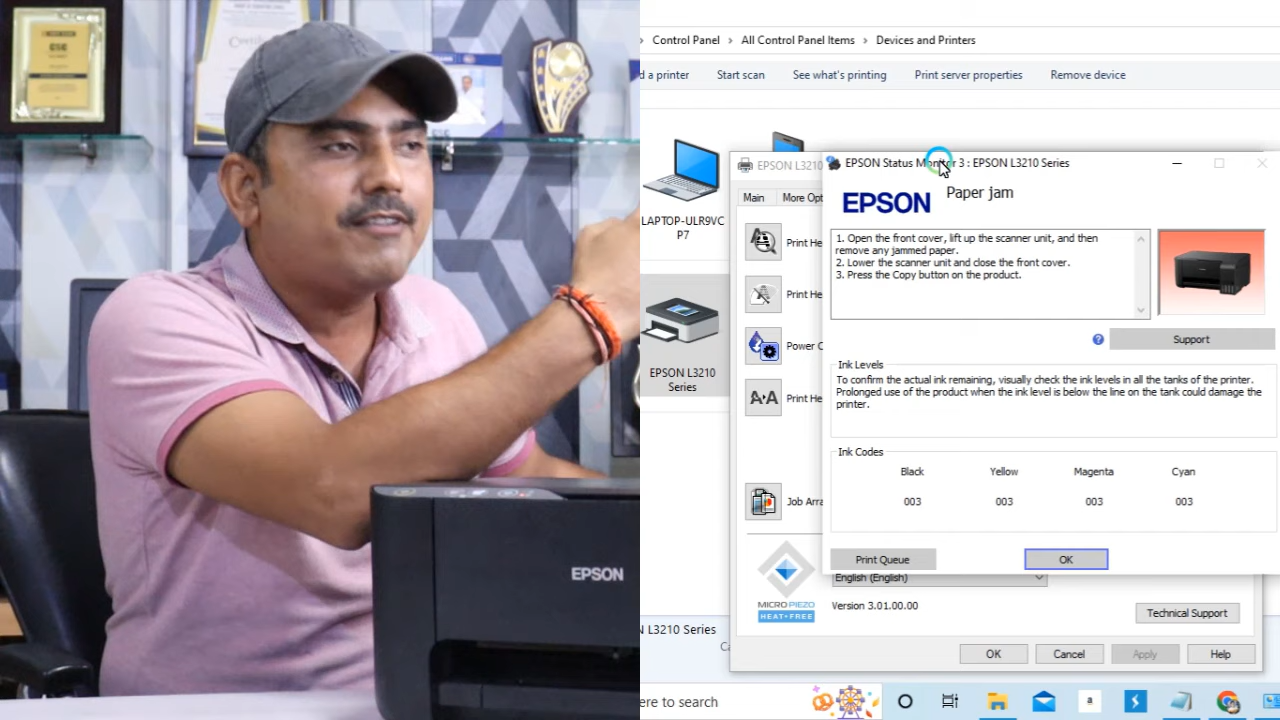 CSC
Certific
EPSON
Control Panel > All Control Panel Items > Devices and Printers
d a printer Start scan See what's printing Print server properties Remove device
LAPTOP-ULR9VC
P7
EPSON L3210
Series
EPSON L3210
Main More Opt
Print He
Print He
Power C
Print He
Job Arra
EPSON Status Monitor 3 : EPSON L3210 Series
EPSON
Paper jam
1. Open the front cover, lift up the scanner unit, and then
remove any jammed paper.
2. Lower the scanner unit and close the front cover.
3. Press the Copy button on the product.
Support
Ink Levels
To confirm the actual ink remaining, visually check the ink levels in all the tanks of the printer.
Prolonged use of the product when the ink level is below the line on the tank could damage the
printer.
Ink Codes
Black Yellow Magenta Cyan
003 003 003 003
Print Queue OK
English (English)
MICRO PIEZO
HEAT-FREE
Version 3.01.00.00
Technical Support
N L3210 Series
Ca
OK Cancel Apply Help
ere to search